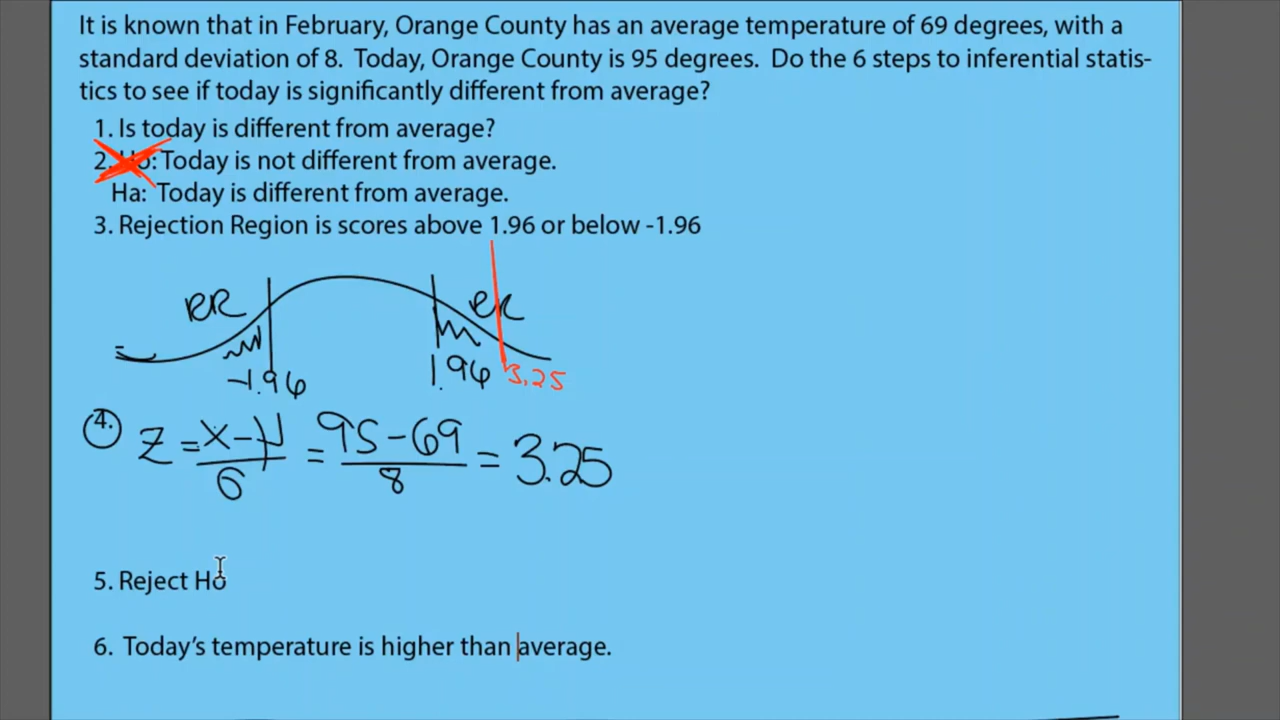 It is known that in February, Orange County has an average temperature of 69 degrees, with a
standard deviation of 8. Today, Orange County is 95 degrees. Do the 6 steps to inferential statis-
tics to see if today is significantly different from average?
1. Is today is different from average?
2. Ho: Today is not different from average.
Ha: Today is different from average.
3. Rejection Region is scores above 1.96 or below -1.96
RR RR
-1.96 1.96 3.25
4. Z = x-μ/σ = 95-69/8 = 3.25
5. Reject Ho
6. Today's temperature is higher than average.